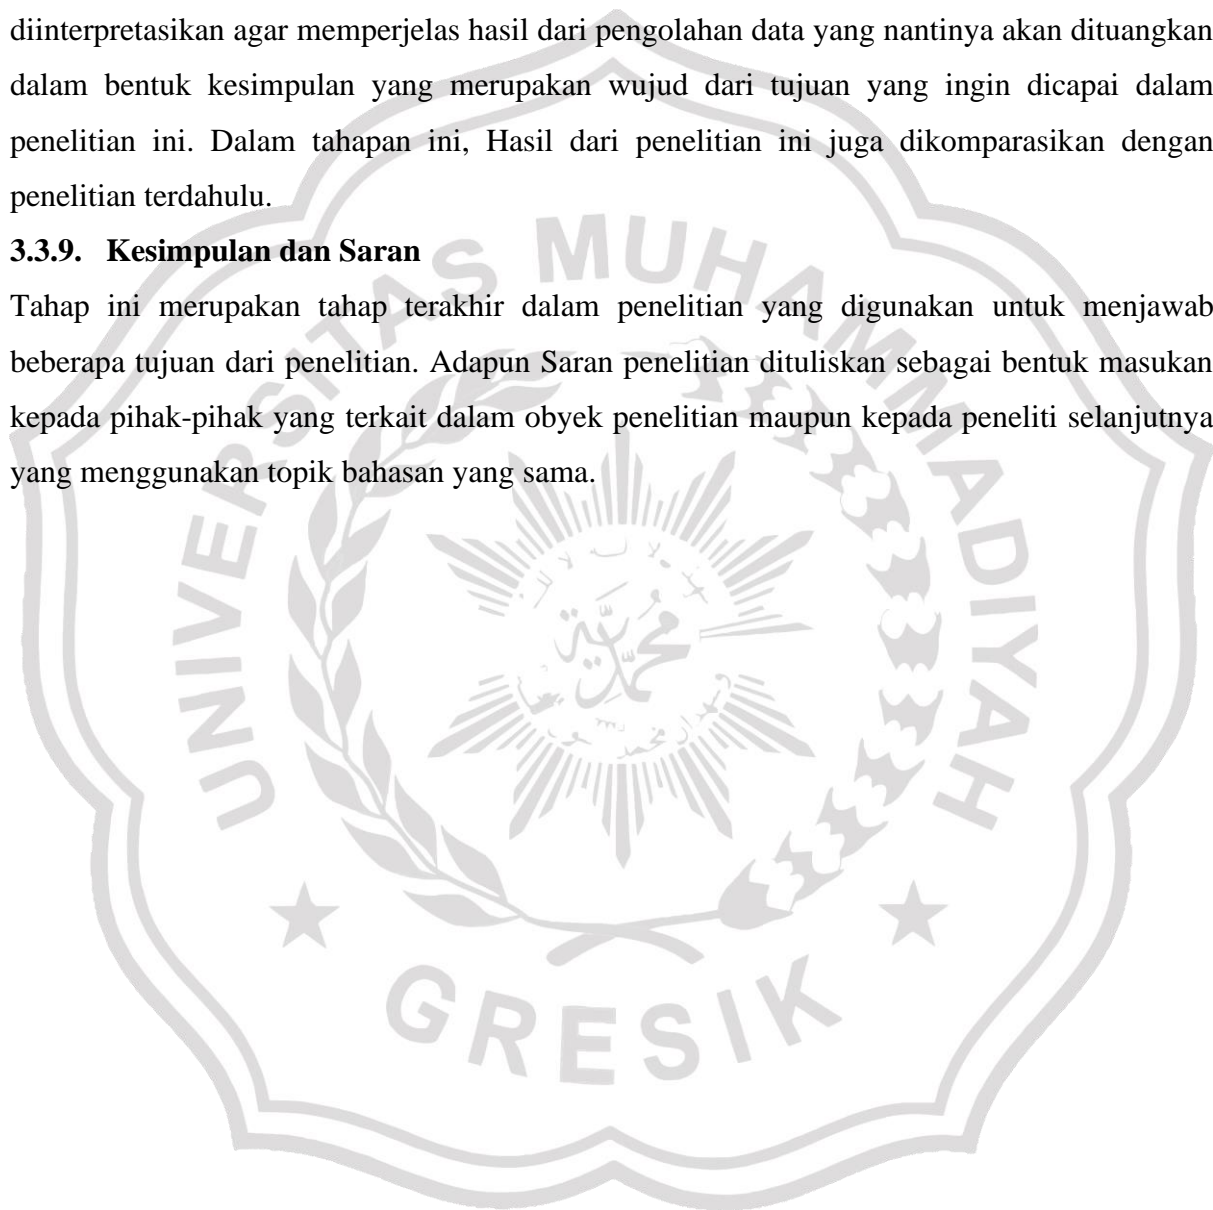 diinterpretasikan agar memperjelas hasil dari pengolahan data yang nantinya akan dituangkan
dalam bentuk kesimpulan yang merupakan wujud dari tujuan yang ingin dicapai dalam
penelitian ini. Dalam tahapan ini, Hasil dari penelitian ini juga dikomparasikan dengan
penelitian terdahulu.
3.3.9. Kesimpulan dan Saran
Tahap ini merupakan tahap terakhir dalam penelitian yang digunakan untuk menjawab
beberapa tujuan dari penelitian. Adapun Saran penelitian dituliskan sebagai bentuk masukan
kepada pihak-pihak yang terkait dalam obyek penelitian maupun kepada peneliti selanjutnya
yang menggunakan topik bahasan yang sama.
UNIVERSITAS MUHAMMADIYAH
محمدية
GRESIK